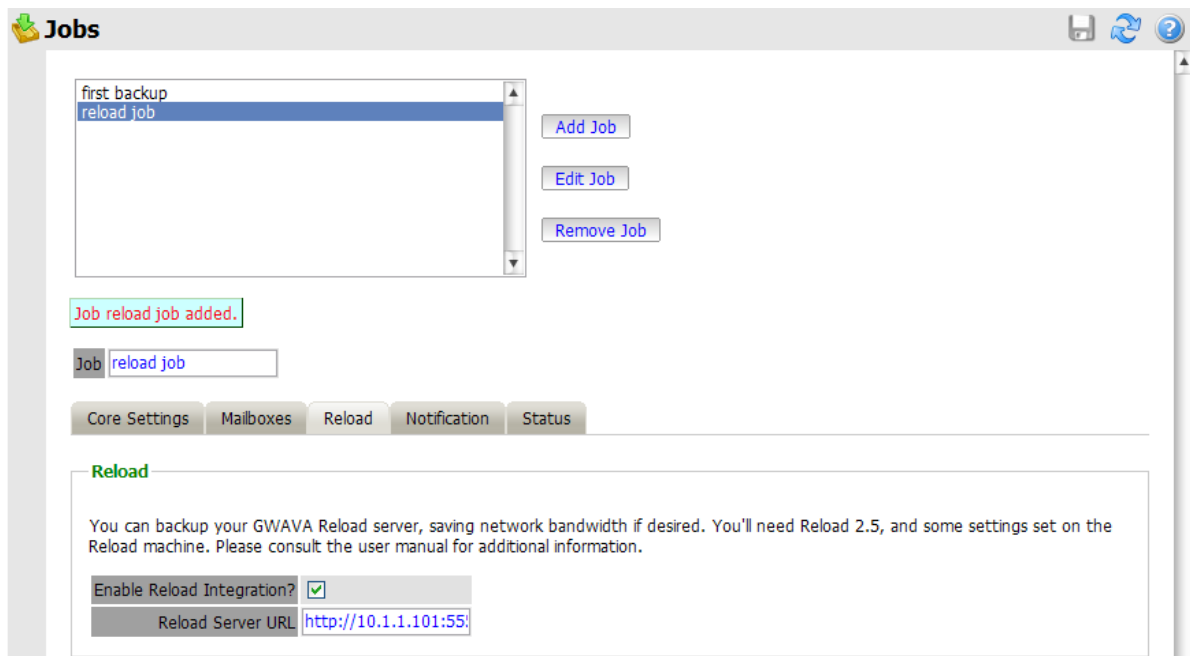 Jobs
first backup
reload job
Add Job
Edit Job
Remove Job
Job reload job added.
Job reload job
Core Settings Mailboxes Reload Notification Status
Reload
You can backup your GWAVA Reload server, saving network bandwidth if desired. You'll need Reload 2.5, and some settings set on the
Reload machine. Please consult the user manual for additional information.
Enable Reload Integration?
Reload Server URL http://10.1.1.101:55